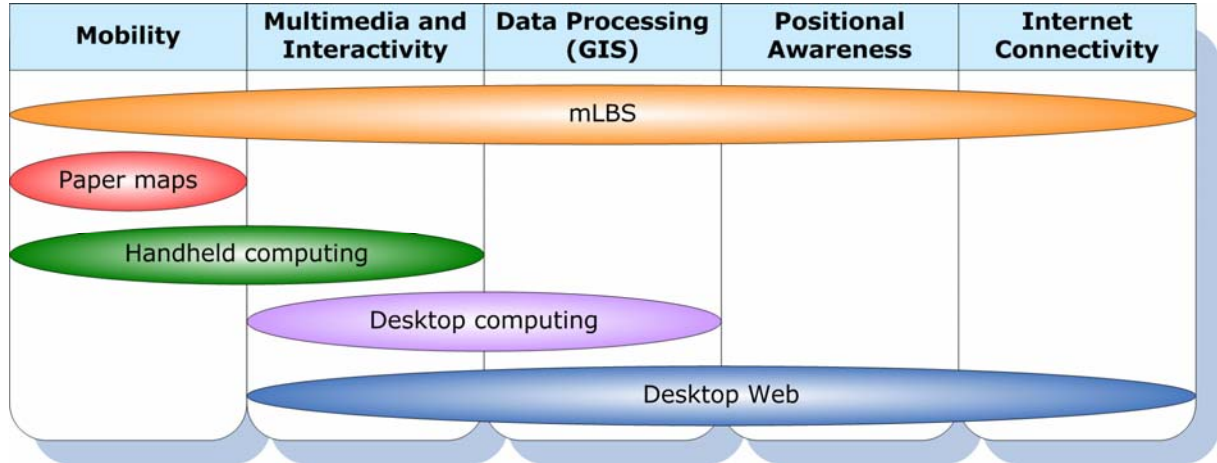 Mobility
Multimedia and
Interactivity
Data Processing
(GIS)
Positional
Awareness
Internet
Connectivity
mLBS
Paper maps
Handheld computing
Desktop computing
Desktop Web